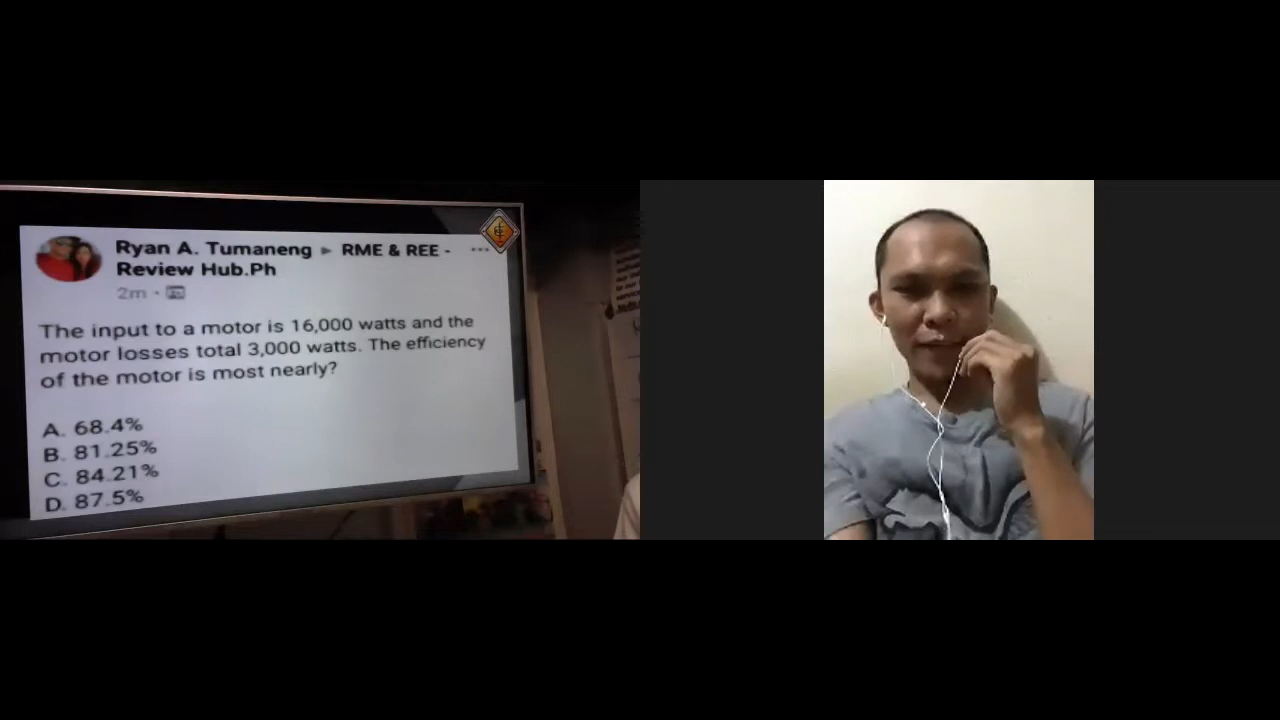 Ryan A. Tumaneng ▸ RME & REE -
Review Hub.Ph
2m ·
The input to a motor is 16,000 watts and the
motor losses total 3,000 watts. The efficiency
of the motor is most nearly?
A. 68.4%
B. 81.25%
C. 84.21%
D. 87.5%